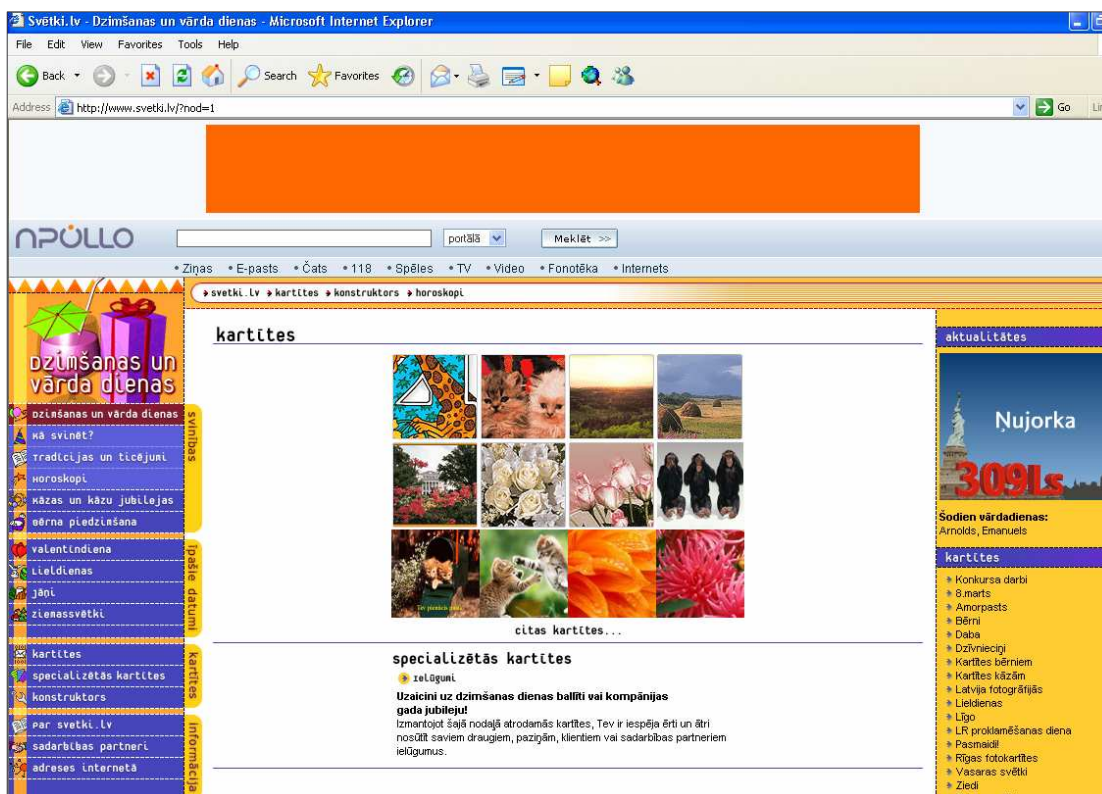 Svētki.lv - Dzimšanas un vārda dienas - Microsoft Internet Explorer
File Edit View Favorites Tools Help
Back Search Favorites
Address http://www.svetki.lv/?nod=1 Go
APOLLO portālā Meklēt >>
• Ziņas • E-pasts • Čats • 118 • Spēles • TV • Video • Fonotēka • Internets
svetki.lv kartītes konstruktors horoskopi
Dzimšanas un
vārda dienas
Dzimšanas un vārda dienas
Kā svinēt?
Tradīcijas un ticējumi
Horoskopi
Kāzas un kāzu jubilejas
Bērna piedzimšana
svinības
Valentīndiena
Lieldienas
Jāņi
Ziemassvētki
īpašie datumi
kartītes
specializētās kartītes
konstruktors
kartītes
Par svetki.lv
sadarbības partneri
adreses internetā
informācija
kartītes
Tev pienācis pasts
citas kartītes...
specializētās kartītes
Ielūgumi
Uzaicini uz dzimšanas dienas ballīti vai kompānijas
gada jubileju!
Izmantojot šajā nodaļā atrodamās kartītes, Tev ir iespēja ērti un ātri
nosūtīt saviem draugiem, paziņām, klientiem vai sadarbības partneriem
ielūgumus.
aktualitātes
Ņujorka
309Ls
Šodien vārdadienas:
Arnolds, Emanuels
kartītes
Konkursa darbi
8.marts
Amorpasts
Bērni
Daba
Dzīvnieciņi
Kartītes bērniem
Kartītes kāzām
Latvija fotogrāfijās
Lieldienas
Līgo
LR proklamēšanas diena
Pasmaidi!
Rīgas fotokartītes
Vasaras svētki
Ziedi